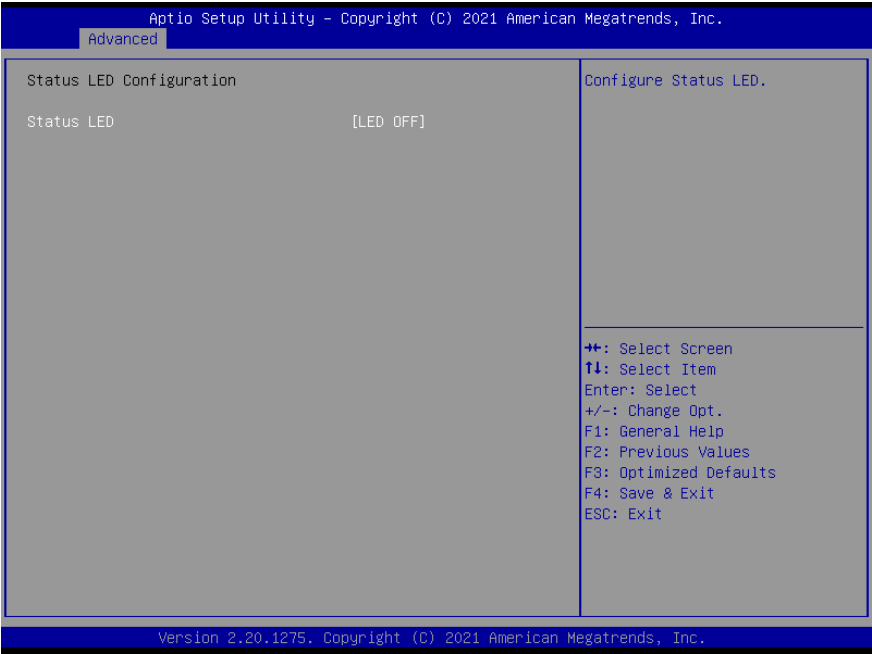 Aptio Setup Utility – Copyright (C) 2021 American Megatrends, Inc.
Advanced
Status LED Configuration
Status LED [LED OFF]
Configure Status LED.
→←: Select Screen
↑↓: Select Item
Enter: Select
+/-: Change Opt.
F1: General Help
F2: Previous Values
F3: Optimized Defaults
F4: Save & Exit
ESC: Exit
Version 2.20.1275. Copyright (C) 2021 American Megatrends, Inc.